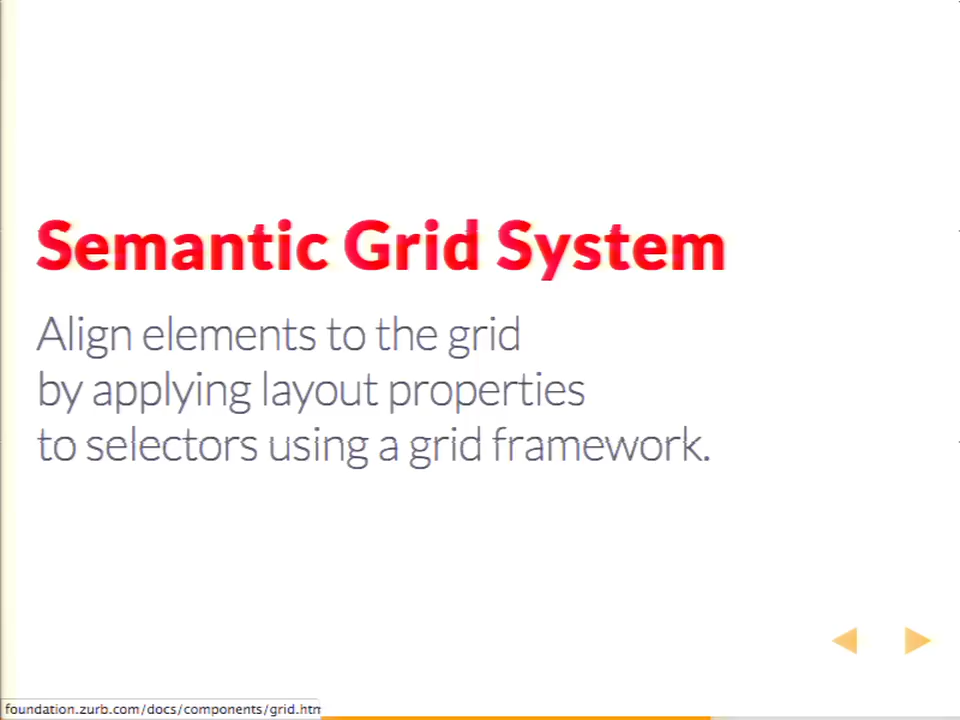 Semantic Grid System
Align elements to the grid
by applying layout properties
to selectors using a grid framework.
foundation.zurb.com/docs/components/grid.htm